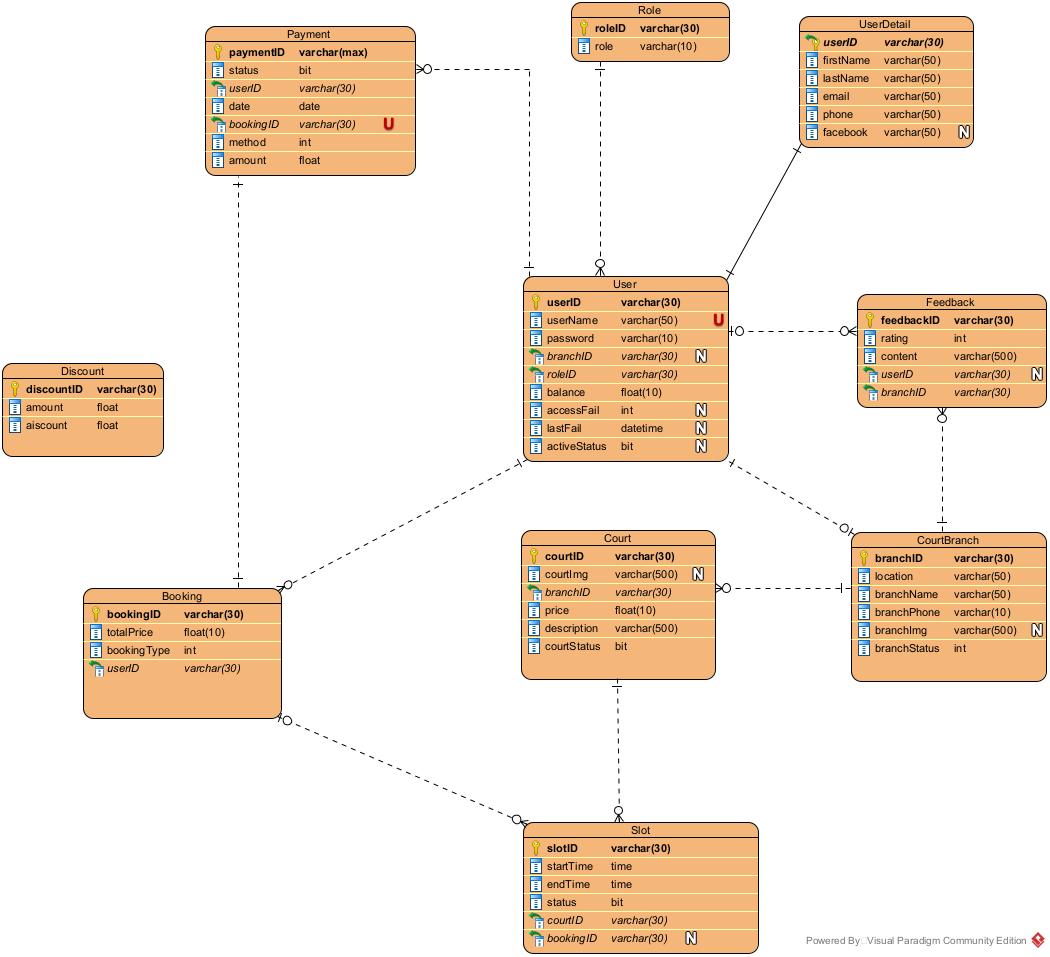 Role
roleID varchar(30)
role varchar(10)
UserDetail
userID varchar(30)
firstName varchar(50)
lastName varchar(50)
email varchar(50)
phone varchar(50)
facebook varchar(50) N
Payment
paymentID varchar(max)
status bit
userID varchar(30)
date date
bookingID varchar(30) U
method int
amount float
User
userID varchar(30)
userName varchar(50) U
password varchar(10)
branchID varchar(30) N
roleID varchar(30)
balance float(10)
accessFail int N
lastFail datetime N
activeStatus bit N
Feedback
feedbackID varchar(30)
rating int
content varchar(500)
userID varchar(30) N
branchID varchar(30)
Discount
discountID varchar(30)
amount float
aiscount float
Court
courtID varchar(30)
courtImg varchar(500) N
branchID varchar(30)
price float(10)
description varchar(500)
courtStatus bit
CourtBranch
branchID varchar(30)
location varchar(50)
branchName varchar(50)
branchPhone varchar(10)
branchImg varchar(500) N
branchStatus int
Booking
bookingID varchar(30)
totalPrice float(10)
bookingType int
userID varchar(30)
Slot
slotID varchar(30)
startTime time
endTime time
status bit
courtID varchar(30)
bookingID varchar(30) N
Powered By Visual Paradigm Community Edition